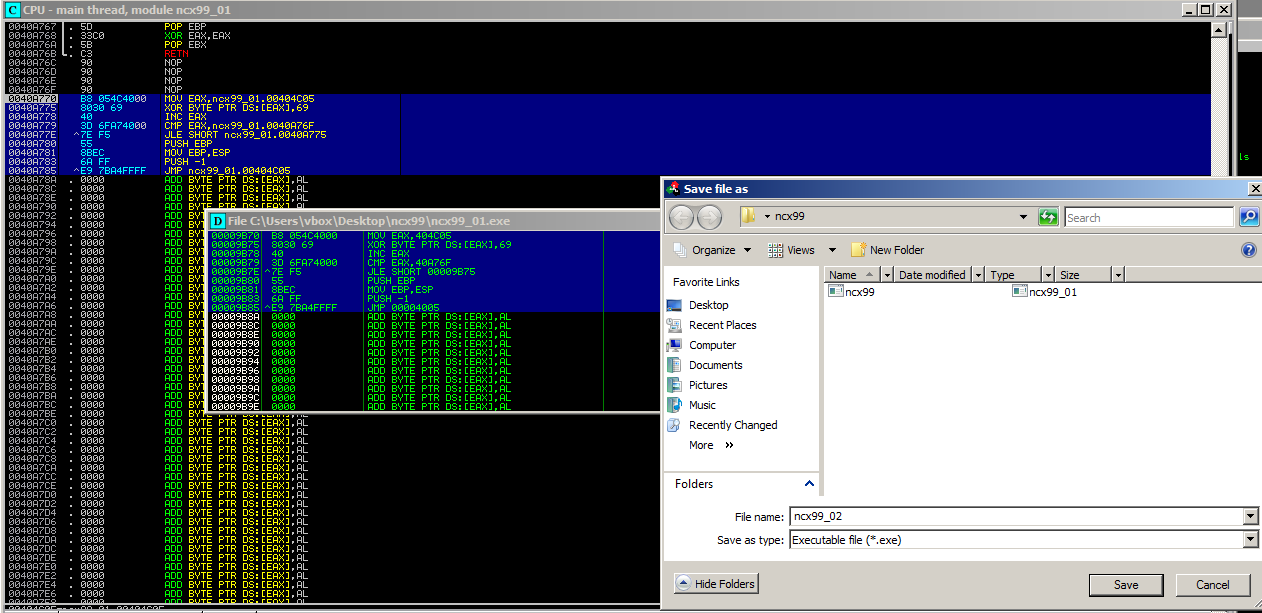 CPU - main thread, module ncx99_01
0040A767 . 5D POP EBP
0040A768 . 33C0 XOR EAX,EAX
0040A76A . 5B POP EBX
0040A76B . C3 RETN
0040A76C 90 NOP
0040A76D 90 NOP
0040A76E 90 NOP
0040A76F 90 NOP
0040A770 B8 054C4000 MOV EAX,ncx99_01.00404C05
0040A775 8030 69 XOR BYTE PTR DS:[EAX],69
0040A778 40 INC EAX
0040A779 3D 6FA74000 CMP EAX,ncx99_01.0040A76F
0040A77E ^7E F5 JLE SHORT ncx99_01.0040A775
0040A780 55 PUSH EBP
0040A781 8BEC MOV EBP,ESP
0040A783 6A FF PUSH -1
0040A785 ^E9 7BA4FFFF JMP ncx99_01.00404C05
0040A78A . 0000 ADD BYTE PTR DS:[EAX],AL
0040A78C . 0000 ADD BYTE PTR DS:[EAX],AL
0040A78E . 0000 ADD BYTE PTR DS:[EAX],AL
0040A790 . 0000 ADD BYTE PTR DS:[EAX],AL
0040A792 . 0000 ADD BYT
0040A794 . 0000 ADD BYT
0040A796 . 0000 ADD BYT
0040A798 . 0000 ADD BYT
0040A79A . 0000 ADD BYT
0040A79C . 0000 ADD BYT
0040A79E . 0000 ADD BYT
0040A7A0 . 0000 ADD BYT
0040A7A2 . 0000 ADD BYT
0040A7A4 . 0000 ADD BYT
0040A7A6 . 0000 ADD BYT
0040A7A8 . 0000 ADD BYT
0040A7AA . 0000 ADD BYT
0040A7AC . 0000 ADD BYT
0040A7AE . 0000 ADD BYT
0040A7B0 . 0000 ADD BYT
0040A7B2 . 0000 ADD BYT
0040A7B4 . 0000 ADD BYT
0040A7B6 . 0000 ADD BYT
0040A7B8 . 0000 ADD BYT
0040A7BA . 0000 ADD BYT
0040A7BC . 0000 ADD BYT
0040A7BE . 0000 ADD BYTE PTR DS:[EAX],AL
0040A7C0 . 0000 ADD BYTE PTR DS:[EAX],AL
0040A7C2 . 0000 ADD BYTE PTR DS:[EAX],AL
0040A7C4 . 0000 ADD BYTE PTR DS:[EAX],AL
0040A7C6 . 0000 ADD BYTE PTR DS:[EAX],AL
0040A7C8 . 0000 ADD BYTE PTR DS:[EAX],AL
0040A7CA . 0000 ADD BYTE PTR DS:[EAX],AL
0040A7CC . 0000 ADD BYTE PTR DS:[EAX],AL
0040A7CE . 0000 ADD BYTE PTR DS:[EAX],AL
0040A7D0 . 0000 ADD BYTE PTR DS:[EAX],AL
0040A7D2 . 0000 ADD BYTE PTR DS:[EAX],AL
0040A7D4 . 0000 ADD BYTE PTR DS:[EAX],AL
0040A7D6 . 0000 ADD BYTE PTR DS:[EAX],AL
0040A7D8 . 0000 ADD BYTE PTR DS:[EAX],AL
0040A7DA . 0000 ADD BYTE PTR DS:[EAX],AL
0040A7DC . 0000 ADD BYTE PTR DS:[EAX],AL
0040A7DE . 0000 ADD BYTE PTR DS:[EAX],AL
0040A7E0 . 0000 ADD BYTE PTR DS:[EAX],AL
0040A7E2 . 0000 ADD BYTE PTR DS:[EAX],AL
0040A7E4 . 0000 ADD BYTE PTR DS:[EAX],AL
0040A7E6 . 0000 ADD BYTE PTR DS:[EAX],AL
0040A7E8 . 0000 ADD BYTE PTR DS:[EAX],AL
ls
File C:\Users\vbox\Desktop\ncx99\ncx99_01.exe
00009B70 B8 054C4000 MOV EAX,404C05
00009B75 8030 69 XOR BYTE PTR DS:[EAX],69
00009B78 40 INC EAX
00009B79 3D 6FA74000 CMP EAX,40A76F
00009B7E ^7E F5 JLE SHORT 00009B75
00009B80 55 PUSH EBP
00009B81 8BEC MOV EBP,ESP
00009B83 6A FF PUSH -1
00009B85 ^E9 7BA4FFFF JMP 00004005
00009B8A 0000 ADD BYTE PTR DS:[EAX],AL
00009B8C 0000 ADD BYTE PTR DS:[EAX],AL
00009B8E 0000 ADD BYTE PTR DS:[EAX],AL
00009B90 0000 ADD BYTE PTR DS:[EAX],AL
00009B92 0000 ADD BYTE PTR DS:[EAX],AL
00009B94 0000 ADD BYTE PTR DS:[EAX],AL
00009B96 0000 ADD BYTE PTR DS:[EAX],AL
00009B98 0000 ADD BYTE PTR DS:[EAX],AL
00009B9A 0000 ADD BYTE PTR DS:[EAX],AL
00009B9C 0000 ADD BYTE PTR DS:[EAX],AL
00009B9E 0000 ADD BYTE PTR DS:[EAX],AL
Save file as
ncx99
Search
Organize Views New Folder
Favorite Links
Desktop
Recent Places
Computer
Documents
Pictures
Music
Recently Changed
More »
Folders
Name Date modified Type Size
ncx99 ncx99_01
File name: ncx99_02
Save as type: Executable file (*.exe)
Hide Folders Save Cancel